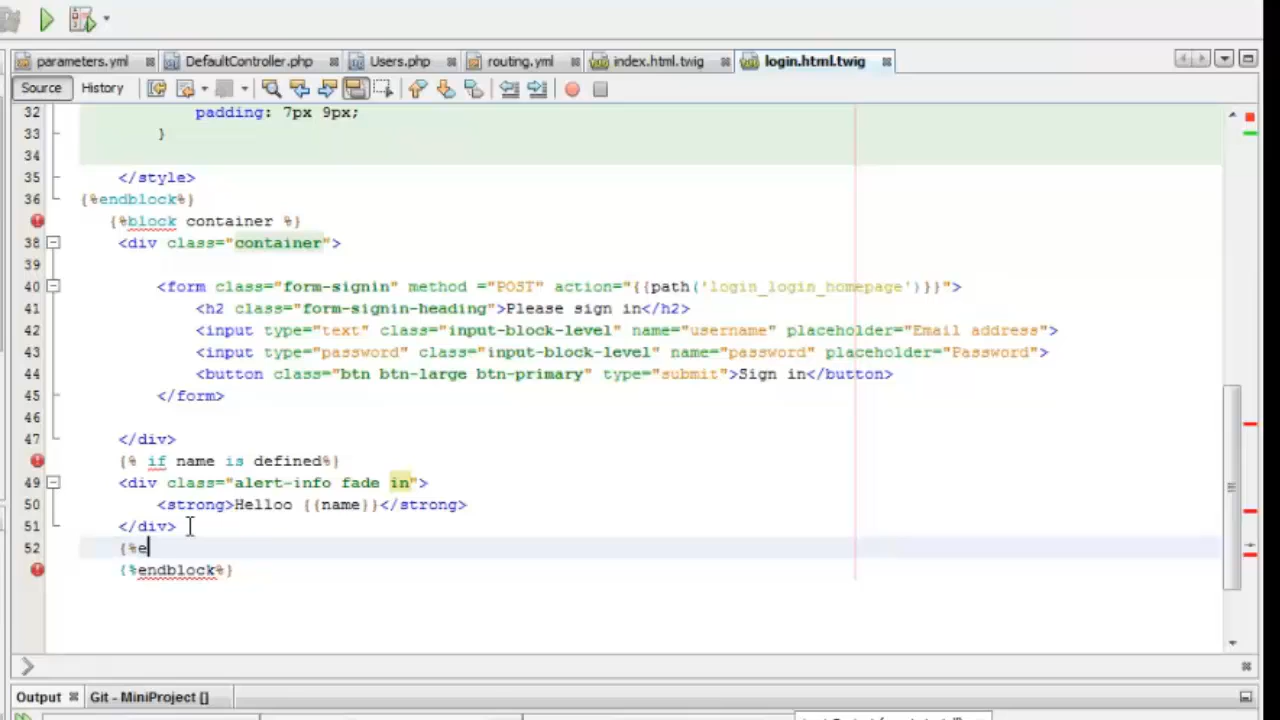 parameters.yml DefaultController.php Users.php routing.yml index.html.twig login.html.twig
Source History
32 padding: 7px 9px;
33 }
34
35 </style>
36 {%endblock%}
{%block container %}
38 <div class="container">
39
40 <form class="form-signin" method ="POST" action="{{path('login_login_homepage')}}">
41 <h2 class="form-signin-heading">Please sign in</h2>
42 <input type="text" class="input-block-level" name="username" placeholder="Email address">
43 <input type="password" class="input-block-level" name="password" placeholder="Password">
44 <button class="btn btn-large btn-primary" type="submit">Sign in</button>
45 </form>
46
47 </div>
{% if name is defined%}
49 <div class="alert-info fade in">
50 <strong>Helloo {{name}}</strong>
51 </div>
52 {%e
{%endblock%}
Output Git - MiniProject []